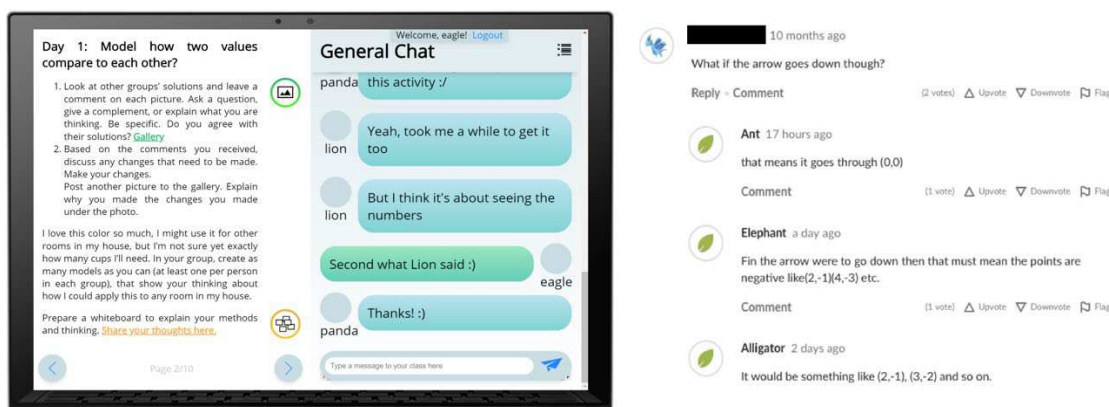 Day 1: Model how two values
compare to each other?
1. Look at other groups' solutions and leave a
comment on each picture. Ask a question,
give a complement, or explain what you are
thinking. Be specific. Do you agree with
their solutions? Gallery
2. Based on the comments you received,
discuss any changes that need to be made.
Make your changes.
Post another picture to the gallery. Explain
why you made the changes you made
under the photo.
I love this color so much, I might use it for other
rooms in my house, but I'm not sure yet exactly
how many cups I'll need. In your group, create as
many models as you can (at least one per person
in each group), that show your thinking about
how I could apply this to any room in my house.
Prepare a whiteboard to explain your methods
and thinking. Share your thoughts here.
Page 2/10
Welcome, eagle! Logout
General Chat
panda
this activity :/
Yeah, took me a while to get it
too
lion
But I think it's about seeing the
numbers
lion
Second what Lion said :)
eagle
Thanks! :)
panda
Type a message to your class here
10 months ago
What if the arrow goes down though?
Reply • Comment
(2 votes) Upvote Downvote Flag
Ant 17 hours ago
that means it goes through (0,0)
Comment
(1 vote) Upvote Downvote Flag
Elephant a day ago
Fin the arrow were to go down then that must mean the points are
negative like(2,-1)(4,-3) etc.
Comment
(1 vote) Upvote Downvote Flag
Alligator 2 days ago
It would be something like (2,-1), (3,-2) and so on.